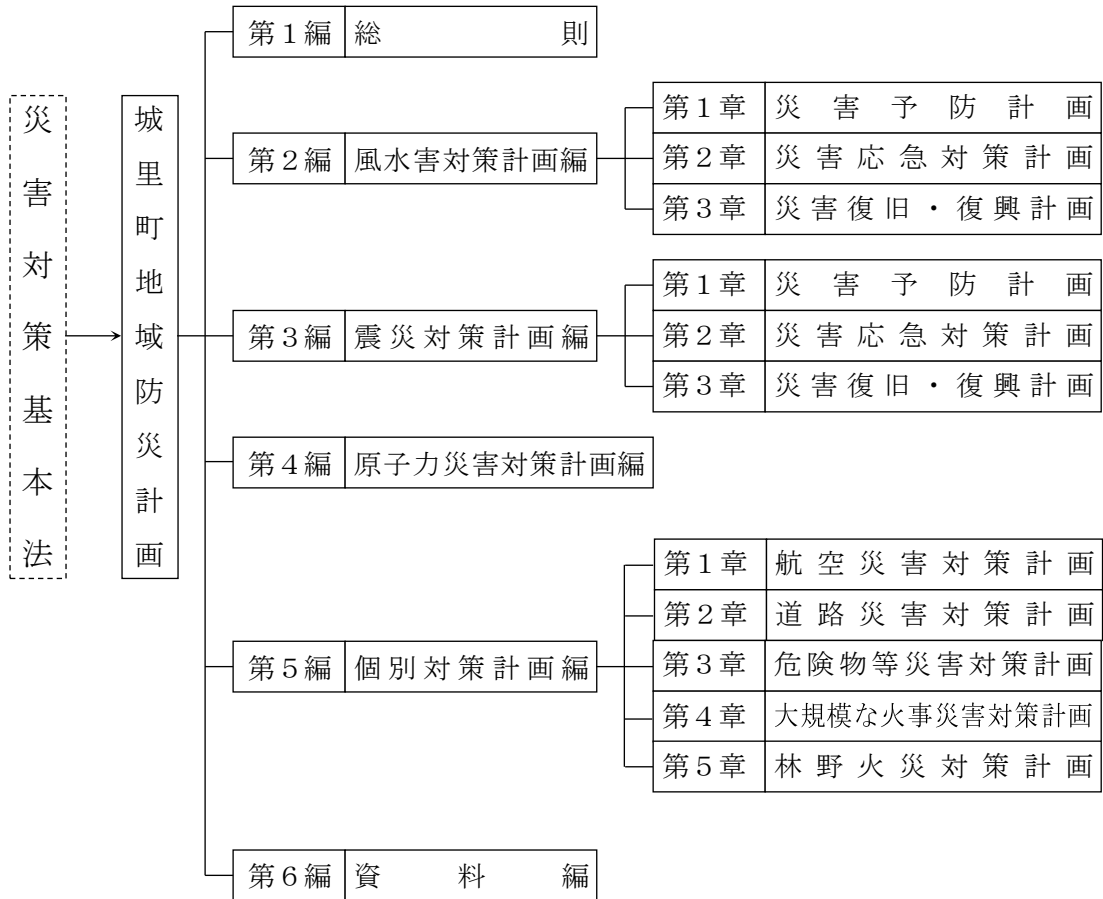 災害対策基本法
城里町地域防災計画
第1編 総則
第2編 風水害対策計画編
第1章 災害予防計画
第2章 災害応急対策計画
第3章 災害復旧・復興計画
第3編 震災対策計画編
第1章 災害予防計画
第2章 災害応急対策計画
第3章 災害復旧・復興計画
第4編 原子力災害対策計画編
第5編 個別対策計画編
第1章 航空災害対策計画
第2章 道路災害対策計画
第3章 危険物等災害対策計画
第4章 大規模な火事災害対策計画
第5章 林野火災対策計画
第6編 資料編